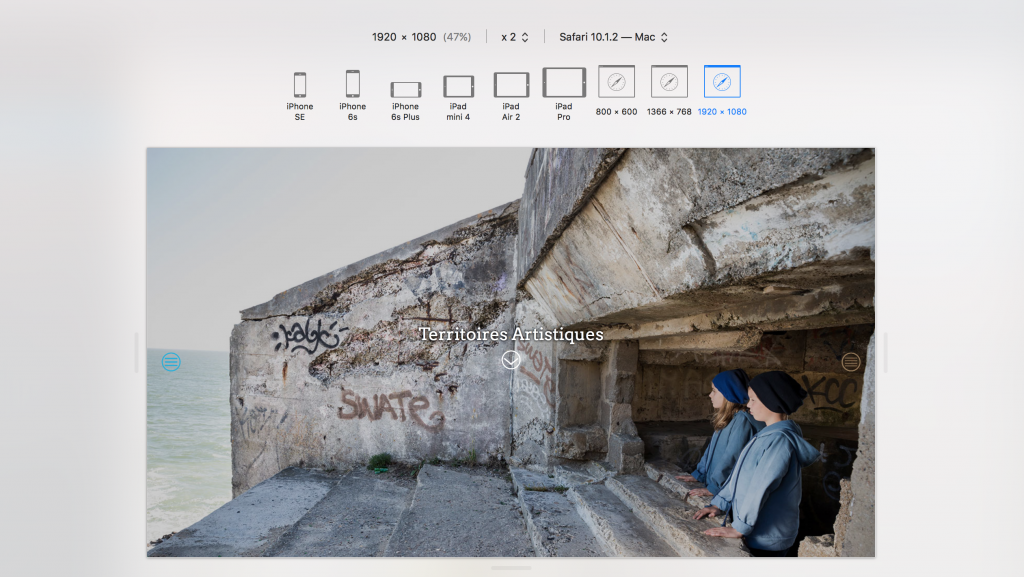 1920 × 1080 (47%) x 2 Safari 10.1.2 — Mac
iPhone SE
iPhone 6s
iPhone 6s Plus
iPad mini 4
iPad Air 2
iPad Pro
800 × 600
1366 × 768
1920 × 1080
Territoires Artistiques
SWATE
KCC